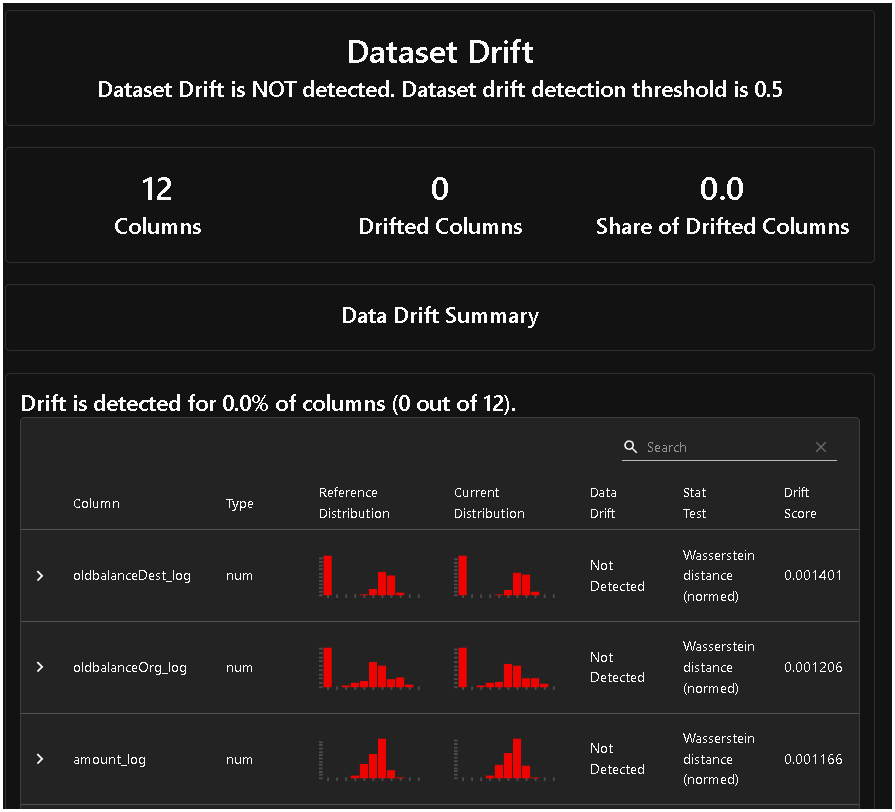 Dataset Drift
Dataset Drift is NOT detected. Dataset drift detection threshold is 0.5
12
Columns
0
Drifted Columns
0.0
Share of Drifted Columns
Data Drift Summary
Drift is detected for 0.0% of columns (0 out of 12).
Search
Column
Type
Reference
Distribution
Current
Distribution
Data
Drift
Stat
Test
Drift
Score
oldbalanceDest_log
num
Not
Detected
Wasserstein
distance
(normed)
0.001401
oldbalanceOrg_log
num
Not
Detected
Wasserstein
distance
(normed)
0.001206
amount_log
num
Not
Detected
Wasserstein
distance
(normed)
0.001166